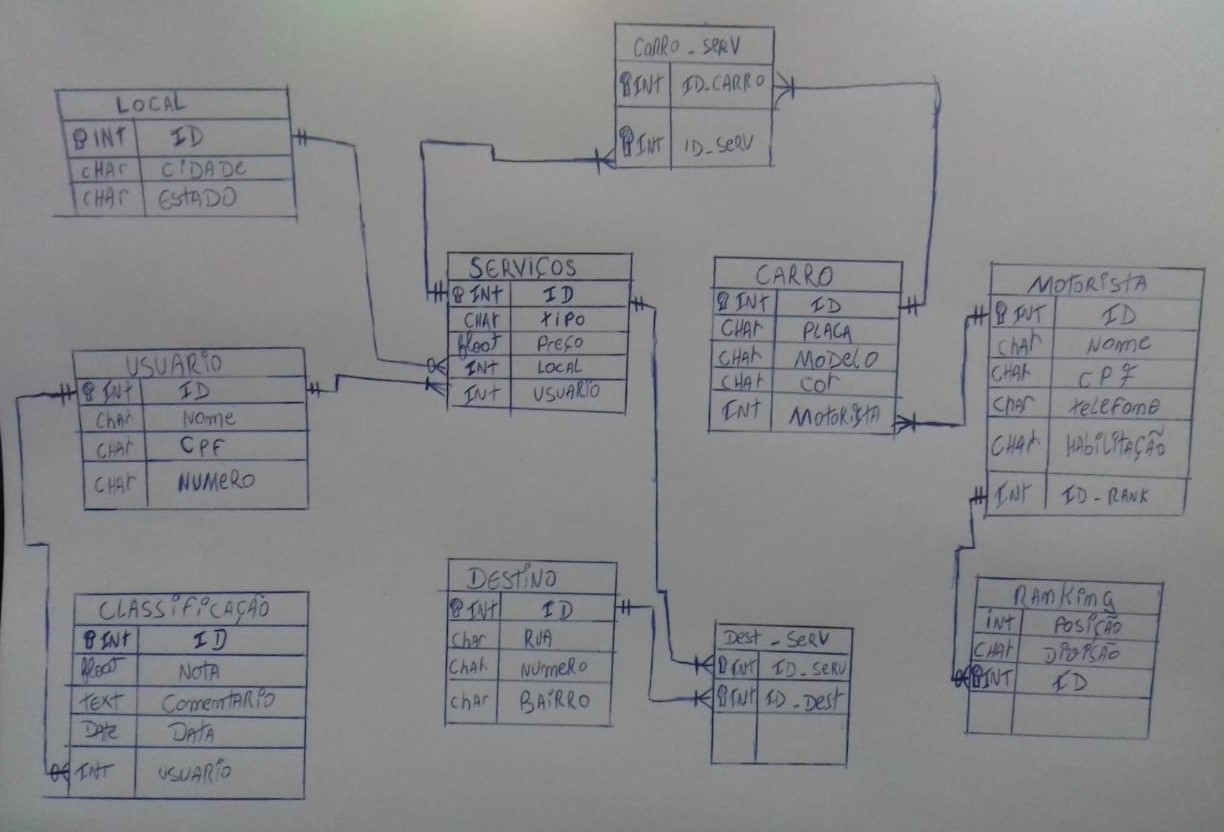 CARRO_SERV
INT ID_CARRO
INT ID_SERV
LOCAL
INT ID
CHAR CIDADE
CHAR ESTADO
SERVIÇOS
INT ID
CHAR TIPO
float Preço
INT LOCAL
INT USUARIO
CARRO
INT ID
CHAR PLACA
CHAR MODELO
CHAR COR
INT MOTORISTA
MOTORISTA
INT ID
CHAR NOME
CHAR CPF
CHAR telefone
CHAR HABILITAÇÃO
INT ID_RANK
USUARIO
INT ID
CHAR Nome
CHAR CPF
CHAR NUMERO
CLASSIFICAÇÃO
INT ID
float NOTA
TEXT COMENTARIO
DATE DATA
INT USUARIO
DESTINO
INT ID
char RUA
CHAR NUMERO
char BAIRRO
Dest_SERV
INT ID_SERV
INT ID_Dest
RANKING
int POSIÇÃO
CHAR
INT ID